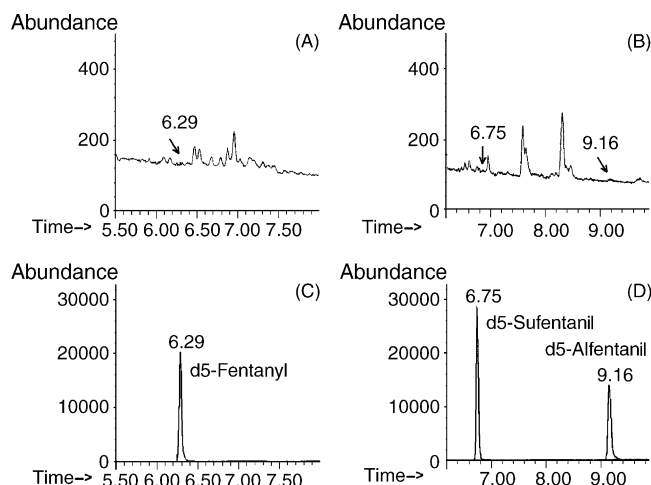 Abundance
(A)
400
200
0
6.29
Time->
5.50 6.00 6.50 7.00 7.50
Abundance
(B)
400
200
0
6.75
9.16
Time->
7.00 8.00 9.00
Abundance
(C)
30000
20000
10000
0
6.29
d5-Fentanyl
Time->
5.50 6.00 6.50 7.00 7.50
Abundance
(D)
30000
20000
10000
0
6.75
d5-Sufentanil
d5-Alfentanil
9.16
Time->
7.00 8.00 9.00